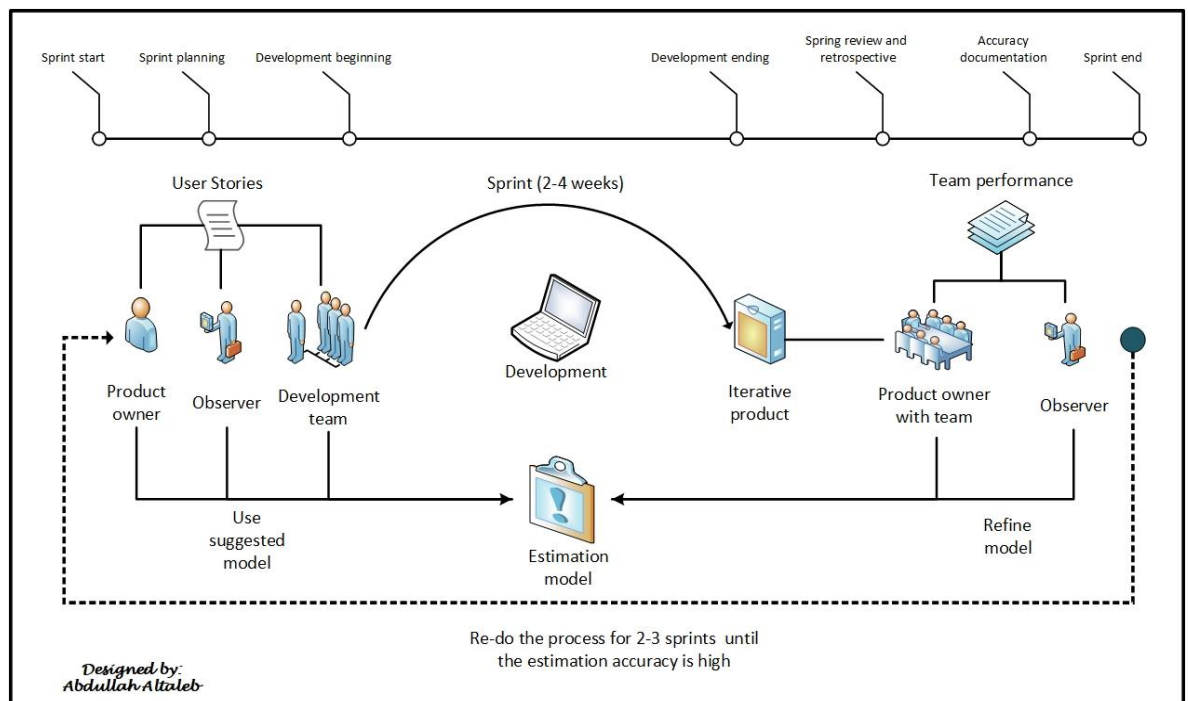 Sprint start
Sprint planning
Development beginning
Development ending
Spring review and
retrospective
Accuracy
documentation
Sprint end
User Stories
Sprint (2-4 weeks)
Team performance
Product
owner
Observer
Development
team
Development
Iterative
product
Product owner
with team
Observer
Use
suggested
model
Estimation
model
Refine
model
Re-do the process for 2-3 sprints until
the estimation accuracy is high
Designed by:
Abdullah Altaleb